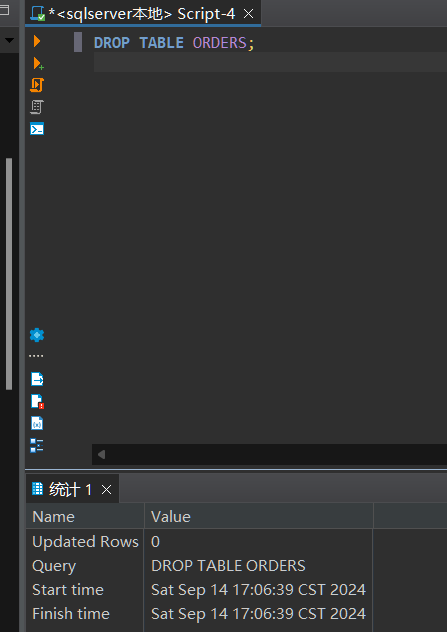 *<sqlserver本地> Script-4
DROP TABLE ORDERS;
统计 1
Name Value
Updated Rows 0
Query DROP TABLE ORDERS
Start time Sat Sep 14 17:06:39 CST 2024
Finish time Sat Sep 14 17:06:39 CST 2024